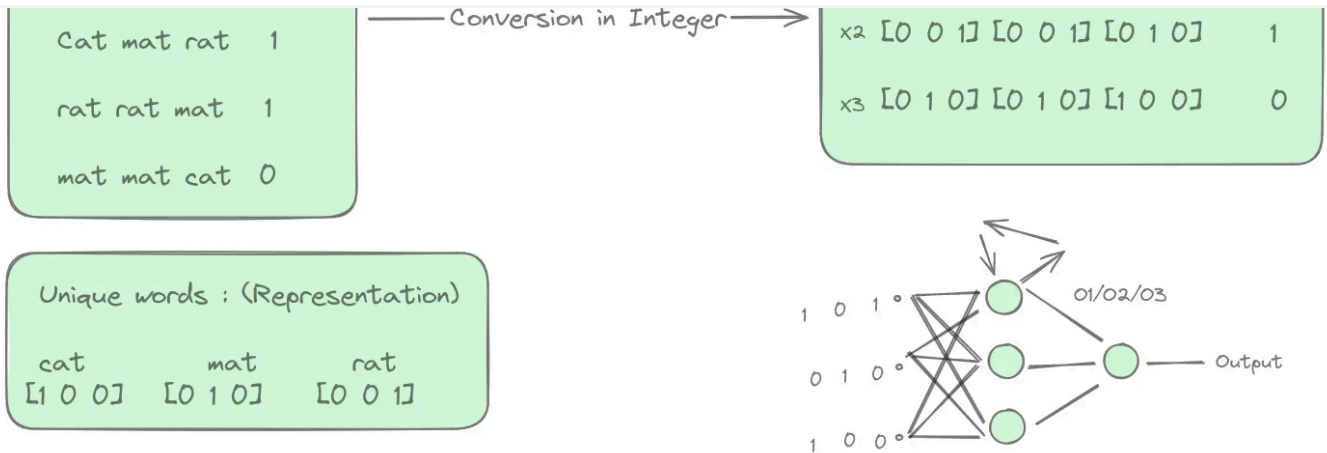 Conversion in Integer
Cat mat rat 1
rat rat mat 1
mat mat cat 0
x2 [0 0 1] [0 0 1] [0 1 0] 1
x3 [0 1 0] [0 1 0] [1 0 0] 0
Unique words : (Representation)
cat mat rat
[1 0 0] [0 1 0] [0 0 1]
1 0 1
0 1 0
1 0 0
01/02/03
Output